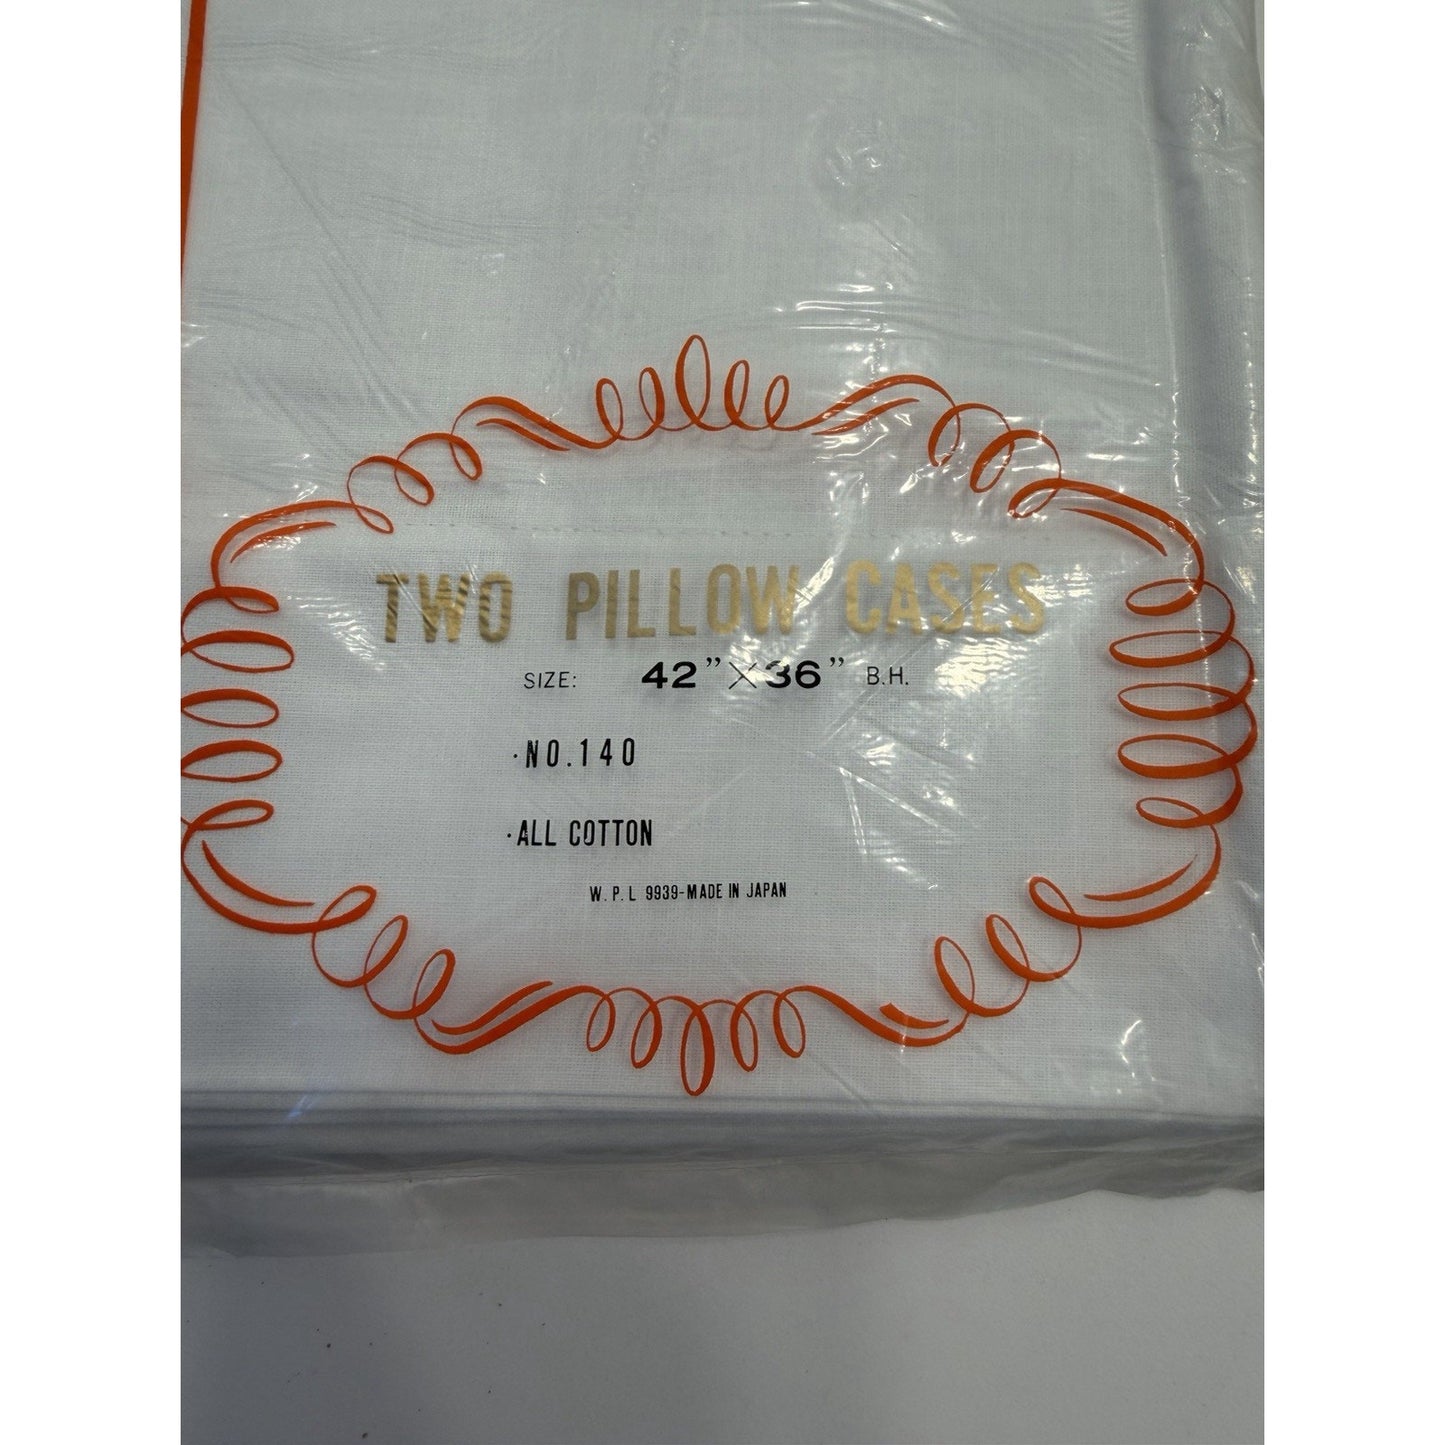 TWO PILLOW CASES
SIZE: 42”×36” B.H.
·NO.140
·ALL COTTON
W.P.L 9939-MADE IN JAPAN